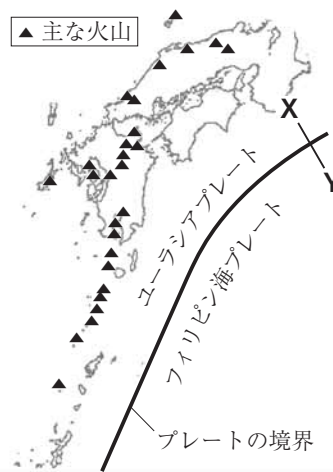 ▲ 主な火山
X
Y
ユーラシアプレート
フィリピン海プレート
プレートの境界